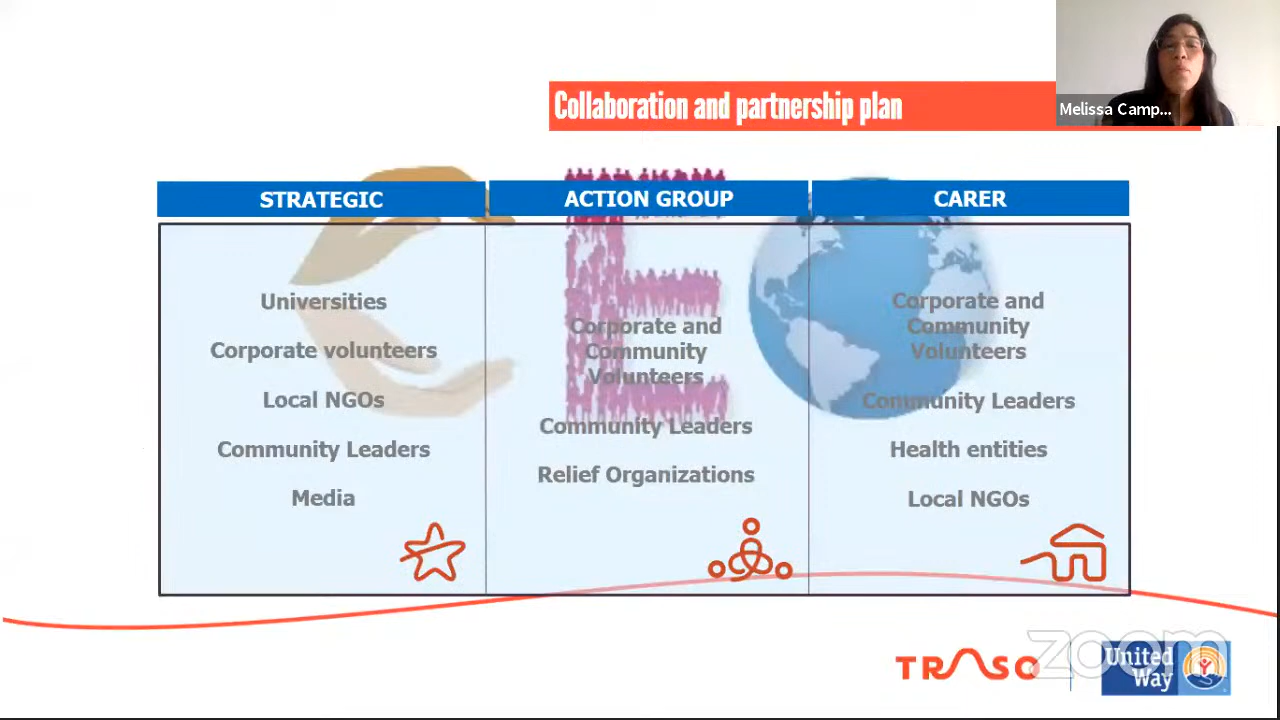 Collaboration and partnership plan
Melissa Camp...
STRATEGIC
ACTION GROUP
CARER
Universities
Corporate volunteers
Local NGOs
Community Leaders
Media
Corporate and
Community
Volunteers
Community Leaders
Relief Organizations
Corporate and
Community
Volunteers
Community Leaders
Health entities
Local NGOs
TRASO
zoom
United
Way